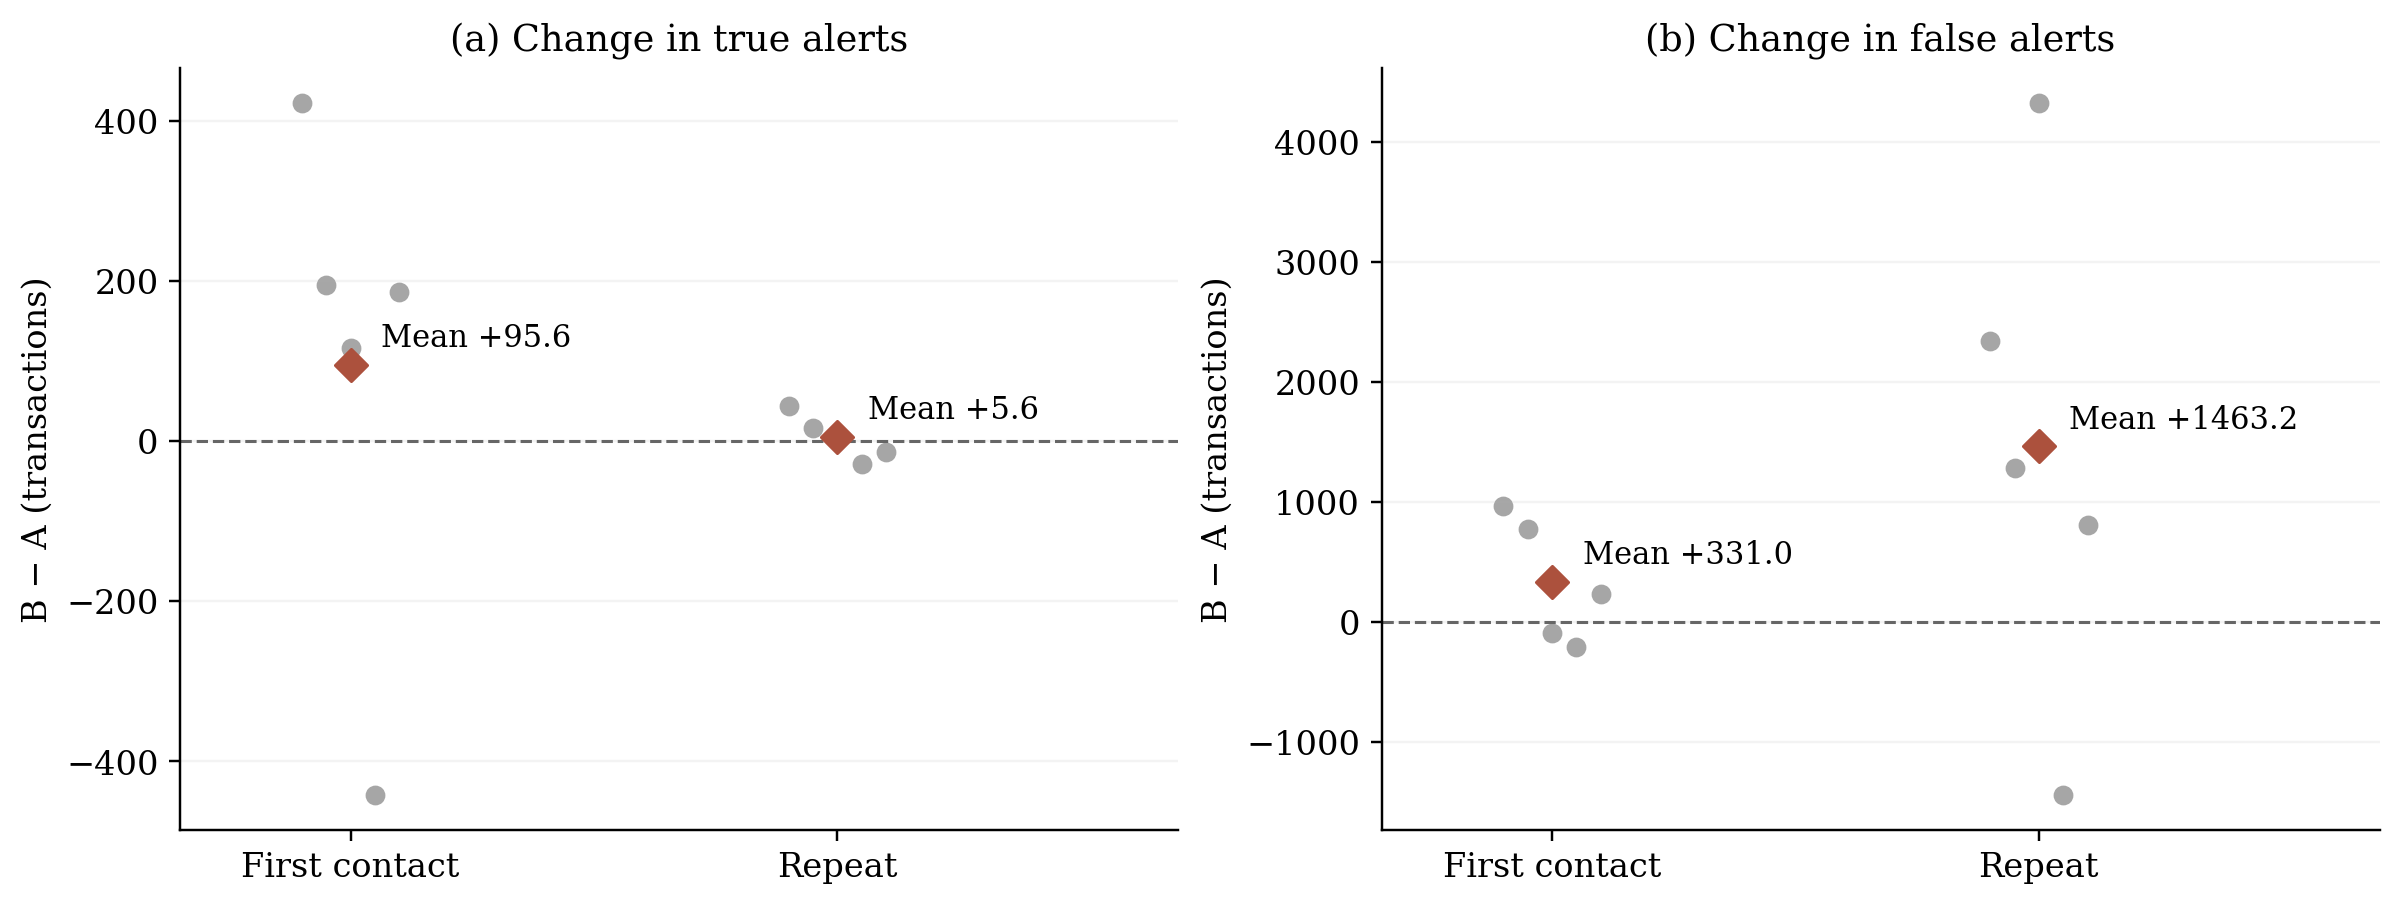 (a) Change in true alerts
B − A (transactions)
400
200
0
−200
−400
Mean +95.6
Mean +5.6
First contact
Repeat
(b) Change in false alerts
B − A (transactions)
4000
3000
2000
1000
0
−1000
Mean +331.0
Mean +1463.2
First contact
Repeat